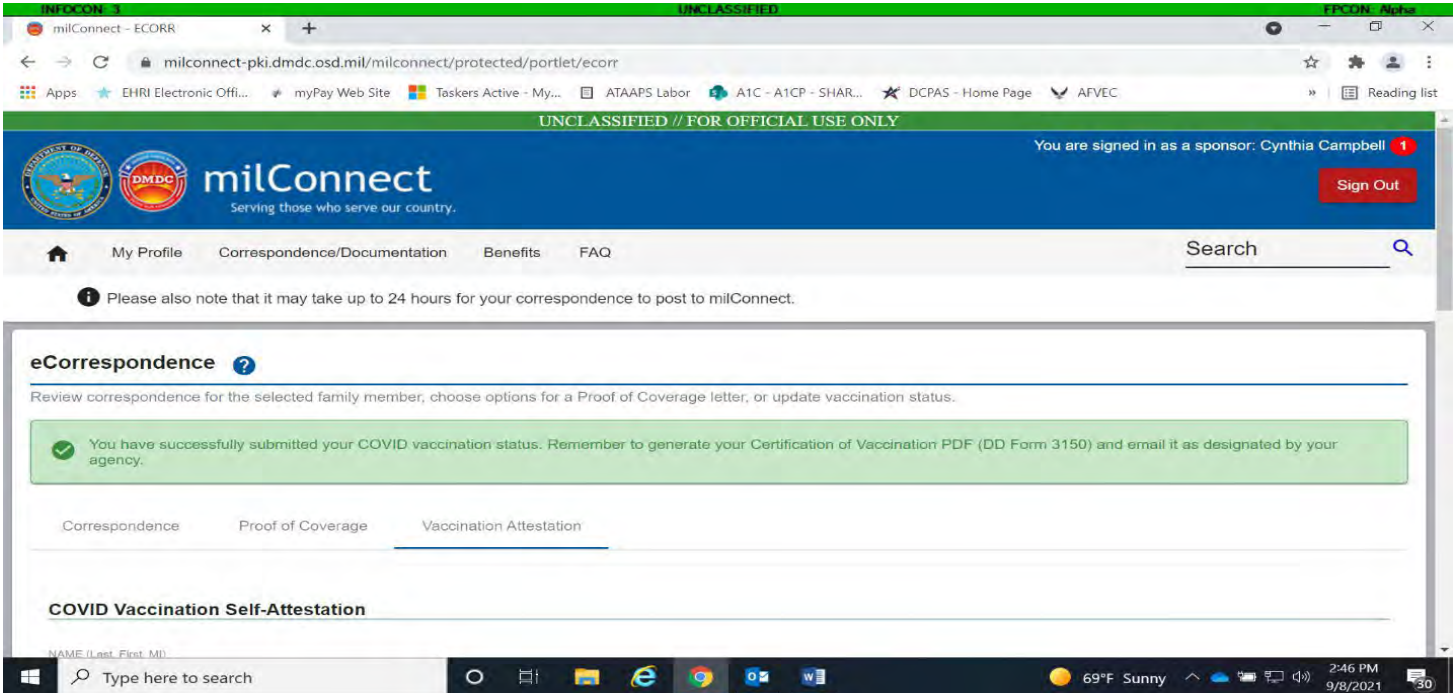 INFOCON: 3 UNCLASSIFIED FPCON: Alpha
milConnect - ECORR
milconnect-pki.dmdc.osd.mil/milconnect/protected/portlet/ecorr
Apps EHRI Electronic Offi... myPay Web Site Taskers Active - My... ATAAPS Labor A1C - A1CP - SHAR... DCPAS - Home Page AFVEC » Reading list
UNCLASSIFIED // FOR OFFICIAL USE ONLY
You are signed in as a sponsor: Cynthia Campbell 1
DMDC
milConnect
Sign Out
Serving those who serve our country.
My Profile Correspondence/Documentation Benefits FAQ Search
Please also note that it may take up to 24 hours for your correspondence to post to milConnect.
eCorrespondence ?
Review correspondence for the selected family member, choose options for a Proof of Coverage letter, or update vaccination status.
You have successfully submitted your COVID vaccination status. Remember to generate your Certification of Vaccination PDF (DD Form 3150) and email it as designated by your
agency.
Correspondence Proof of Coverage Vaccination Attestation
COVID Vaccination Self-Attestation
NAME (Last, First, MI)
Type here to search
69°F Sunny
2:46 PM
9/8/2021
30